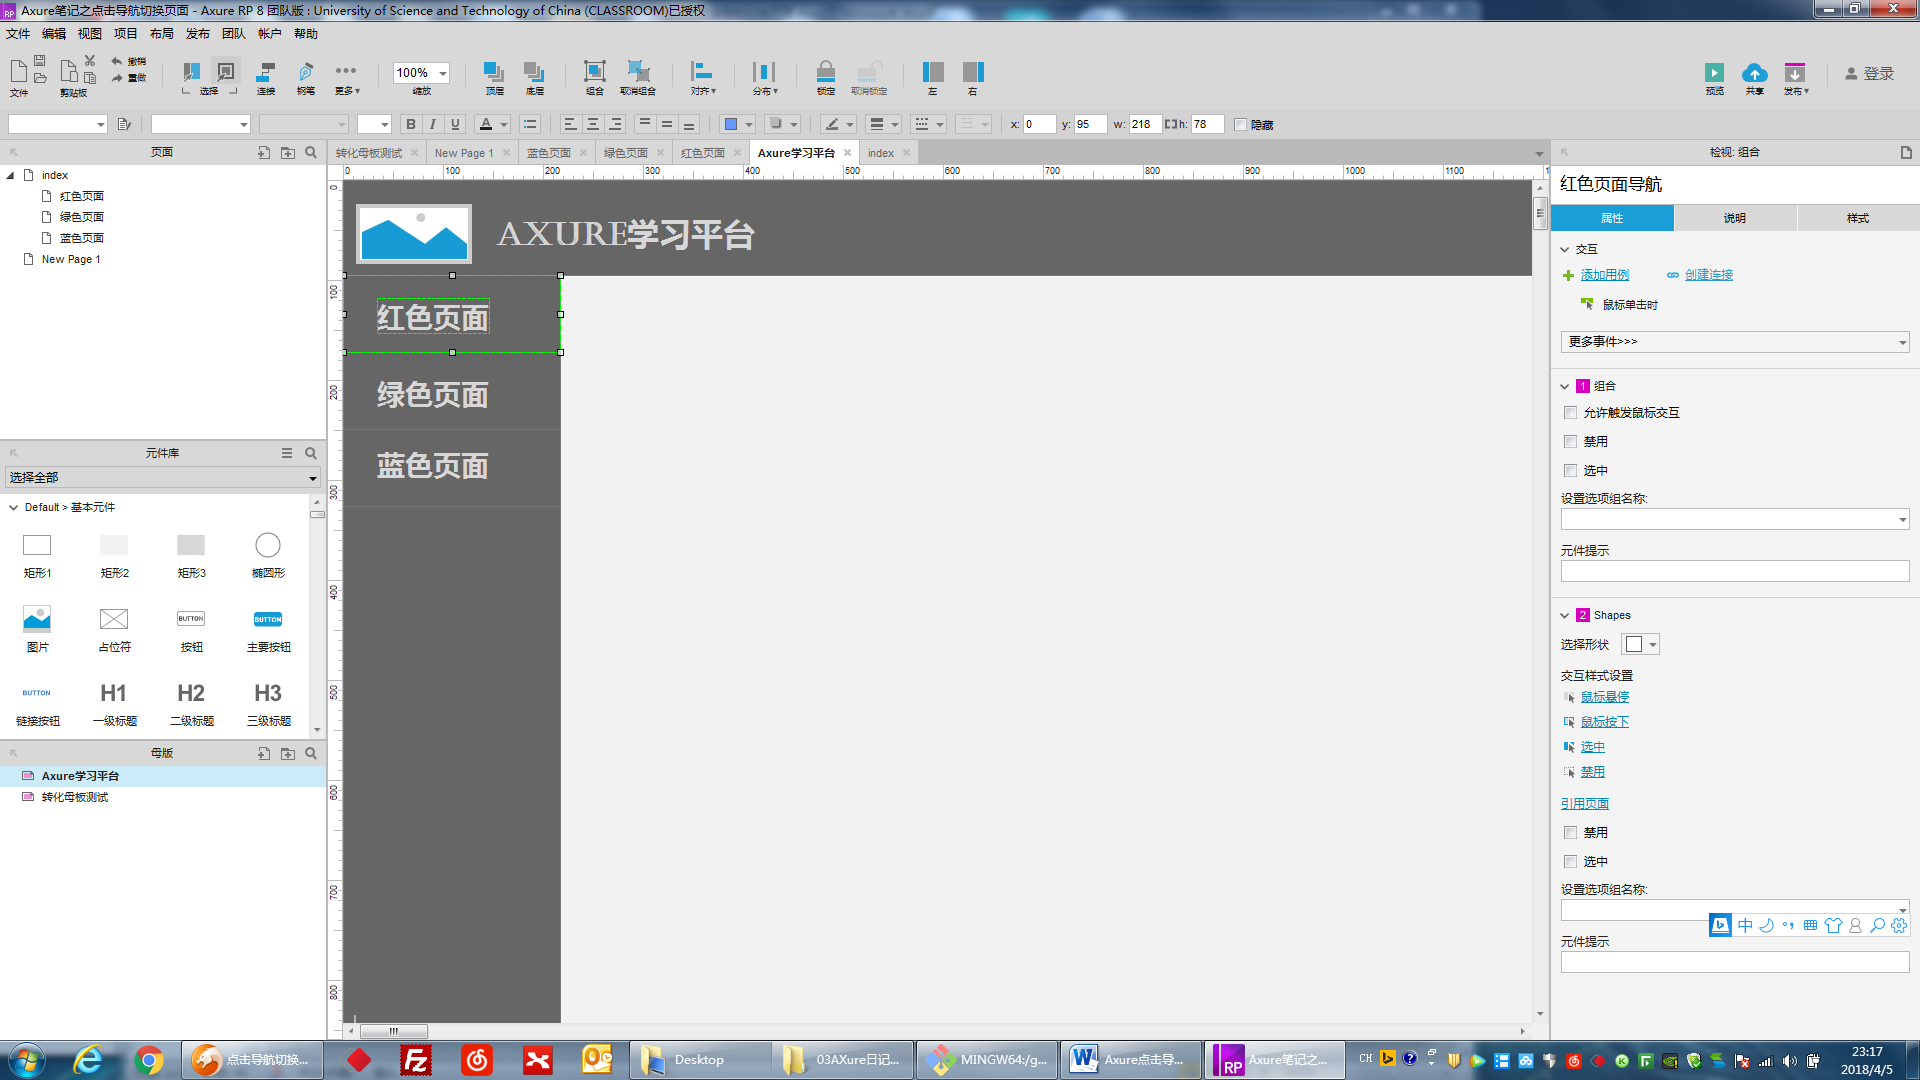 Axure笔记之点击导航切换页面 - Axure RP 8 团队版 : University of Science and Technology of China (CLASSROOM)已授权
文件 编辑 视图 项目 布局 发布 团队 帐户 帮助
撤销
重做
文件 剪贴板 选择 连接 钢笔 更多 100% 缩放 顶层 底层 组合 取消组合 对齐 分布 锁定 取消锁定 左 右 预览 共享 发布 登录
B I U A x: 0 y: 95 w: 218 h: 78 隐藏
页面
index
红色页面
绿色页面
蓝色页面
New Page 1
元件库
选择全部
Default > 基本元件
矩形1 矩形2 矩形3 椭圆形
BUTTON BUTTON
图片 占位符 按钮 主要按钮
BUTTON H1 H2 H3
链接按钮 一级标题 二级标题 三级标题
母版
Axure学习平台
转化母板测试
转化母板测试 New Page 1 蓝色页面 绿色页面 红色页面 Axure学习平台 index
0 100 200 300 400 500 600 700 800 900 1000 1100
0
100
200
300
400
500
600
700
800
AXURE学习平台
红色页面
绿色页面
蓝色页面
检视: 组合
红色页面导航
属性 说明 样式
交互
添加用例 创建连接
鼠标单击时
更多事件>>>
1 组合
允许触发鼠标交互
禁用
选中
设置选项组名称:
元件提示
2 Shapes
选择形状
交互样式设置
鼠标悬停
鼠标按下
选中
禁用
引用页面
禁用
选中
设置选项组名称:
中
元件提示
点击导航切换... Desktop 03AXure日记... MINGW64:/g... Axure点击导... Axure笔记之... CH
23:17
2018/4/5